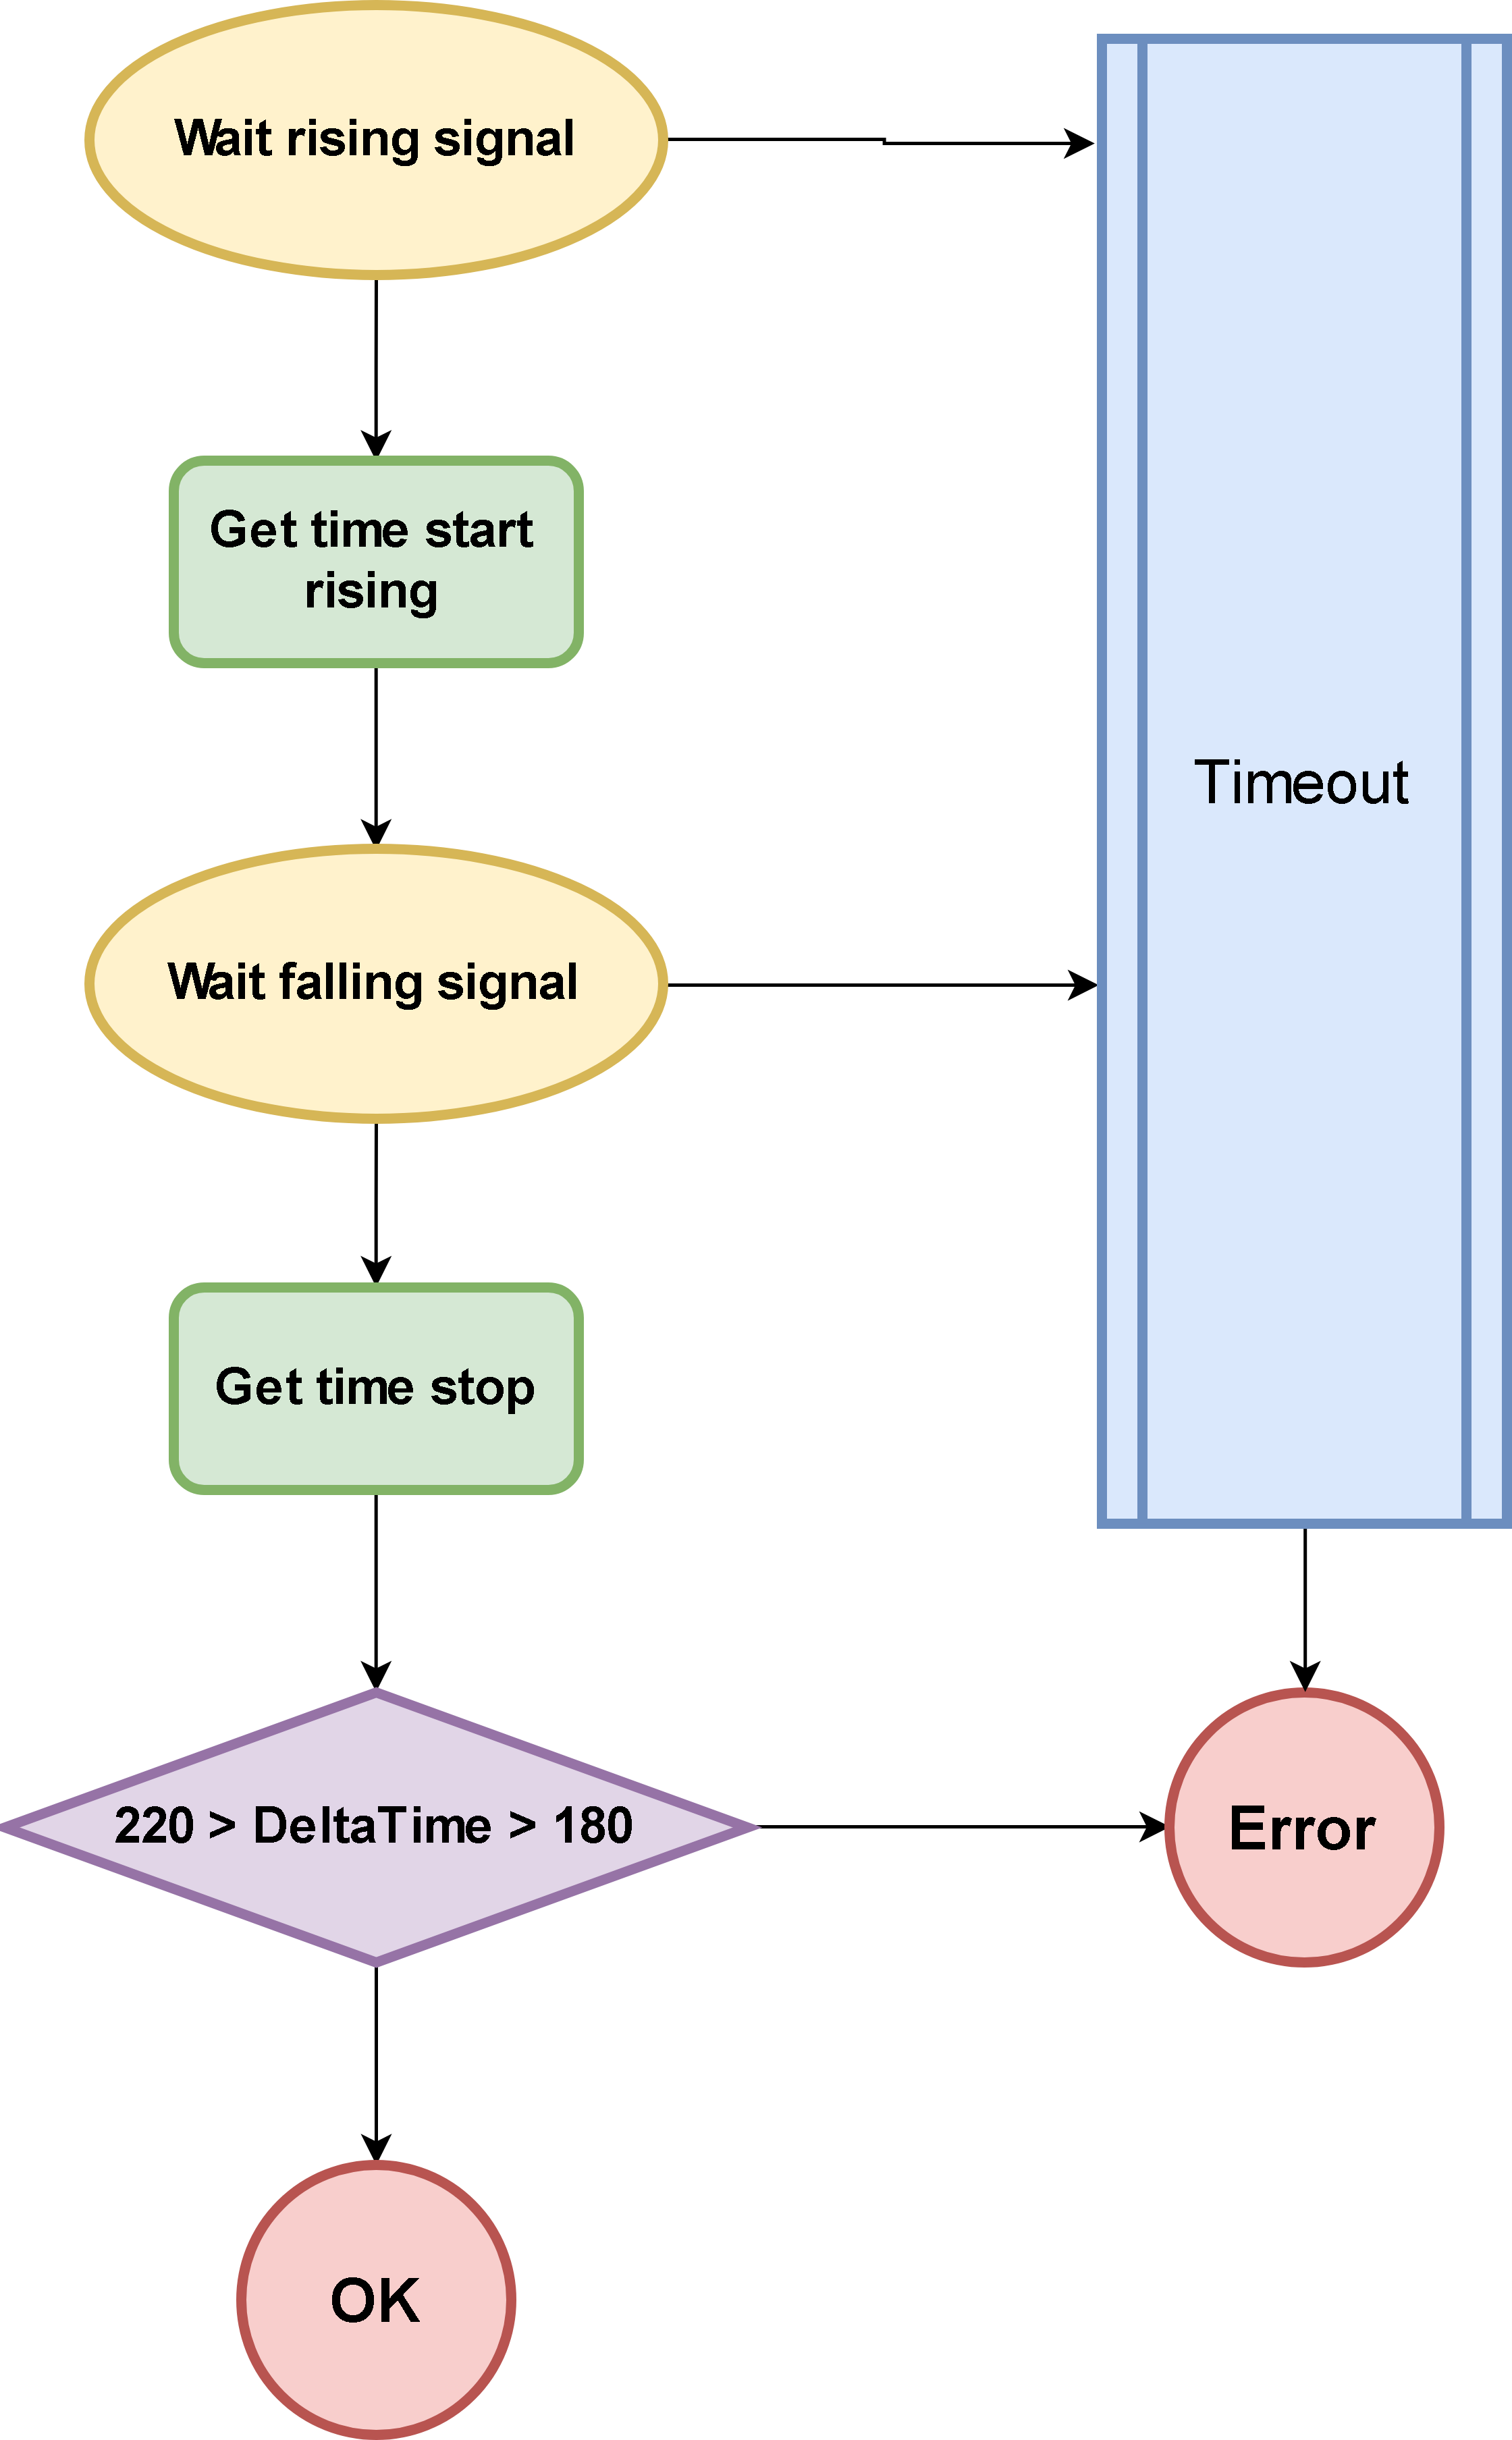 Wait rising signal
Get time start
rising
Timeout
Wait falling signal
Get time stop
220 > DeltaTime > 180
Error
OK